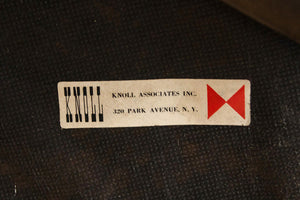 KNOLL
KNOLL ASSOCIATES INC.
320 PARK AVENUE, N.Y.